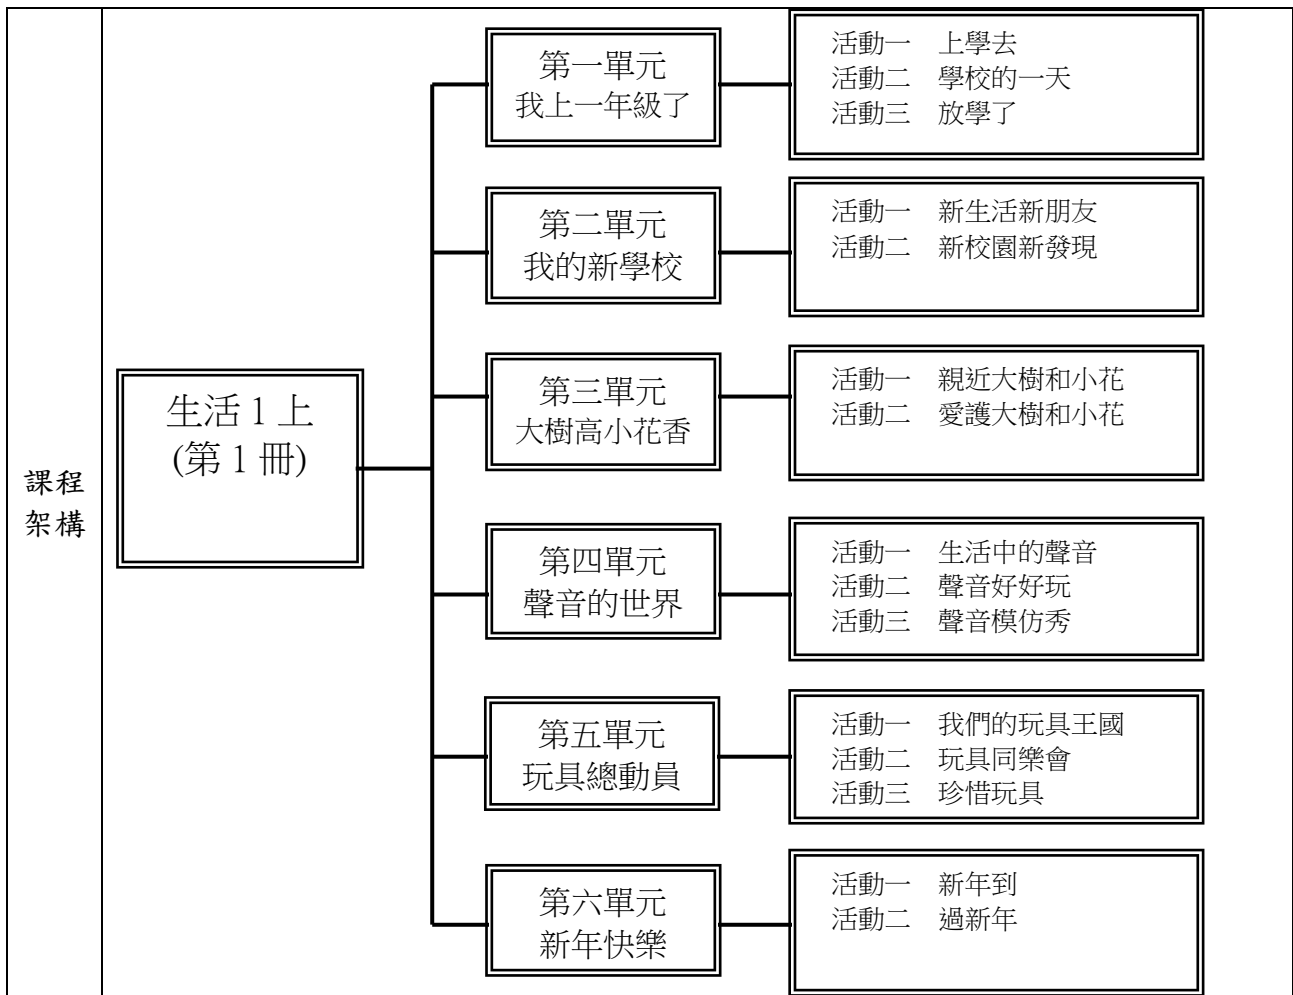 課程
架構
生活 1 上
(第 1 冊)
第一單元
我上一年級了
活動一　上學去
活動二　學校的一天
活動三　放學了
第二單元
我的新學校
活動一　新生活新朋友
活動二　新校園新發現
第三單元
大樹高小花香
活動一　親近大樹和小花
活動二　愛護大樹和小花
第四單元
聲音的世界
活動一　生活中的聲音
活動二　聲音好好玩
活動三　聲音模仿秀
第五單元
玩具總動員
活動一　我們的玩具王國
活動二　玩具同樂會
活動三　珍惜玩具
第六單元
新年快樂
活動一　新年到
活動二　過新年